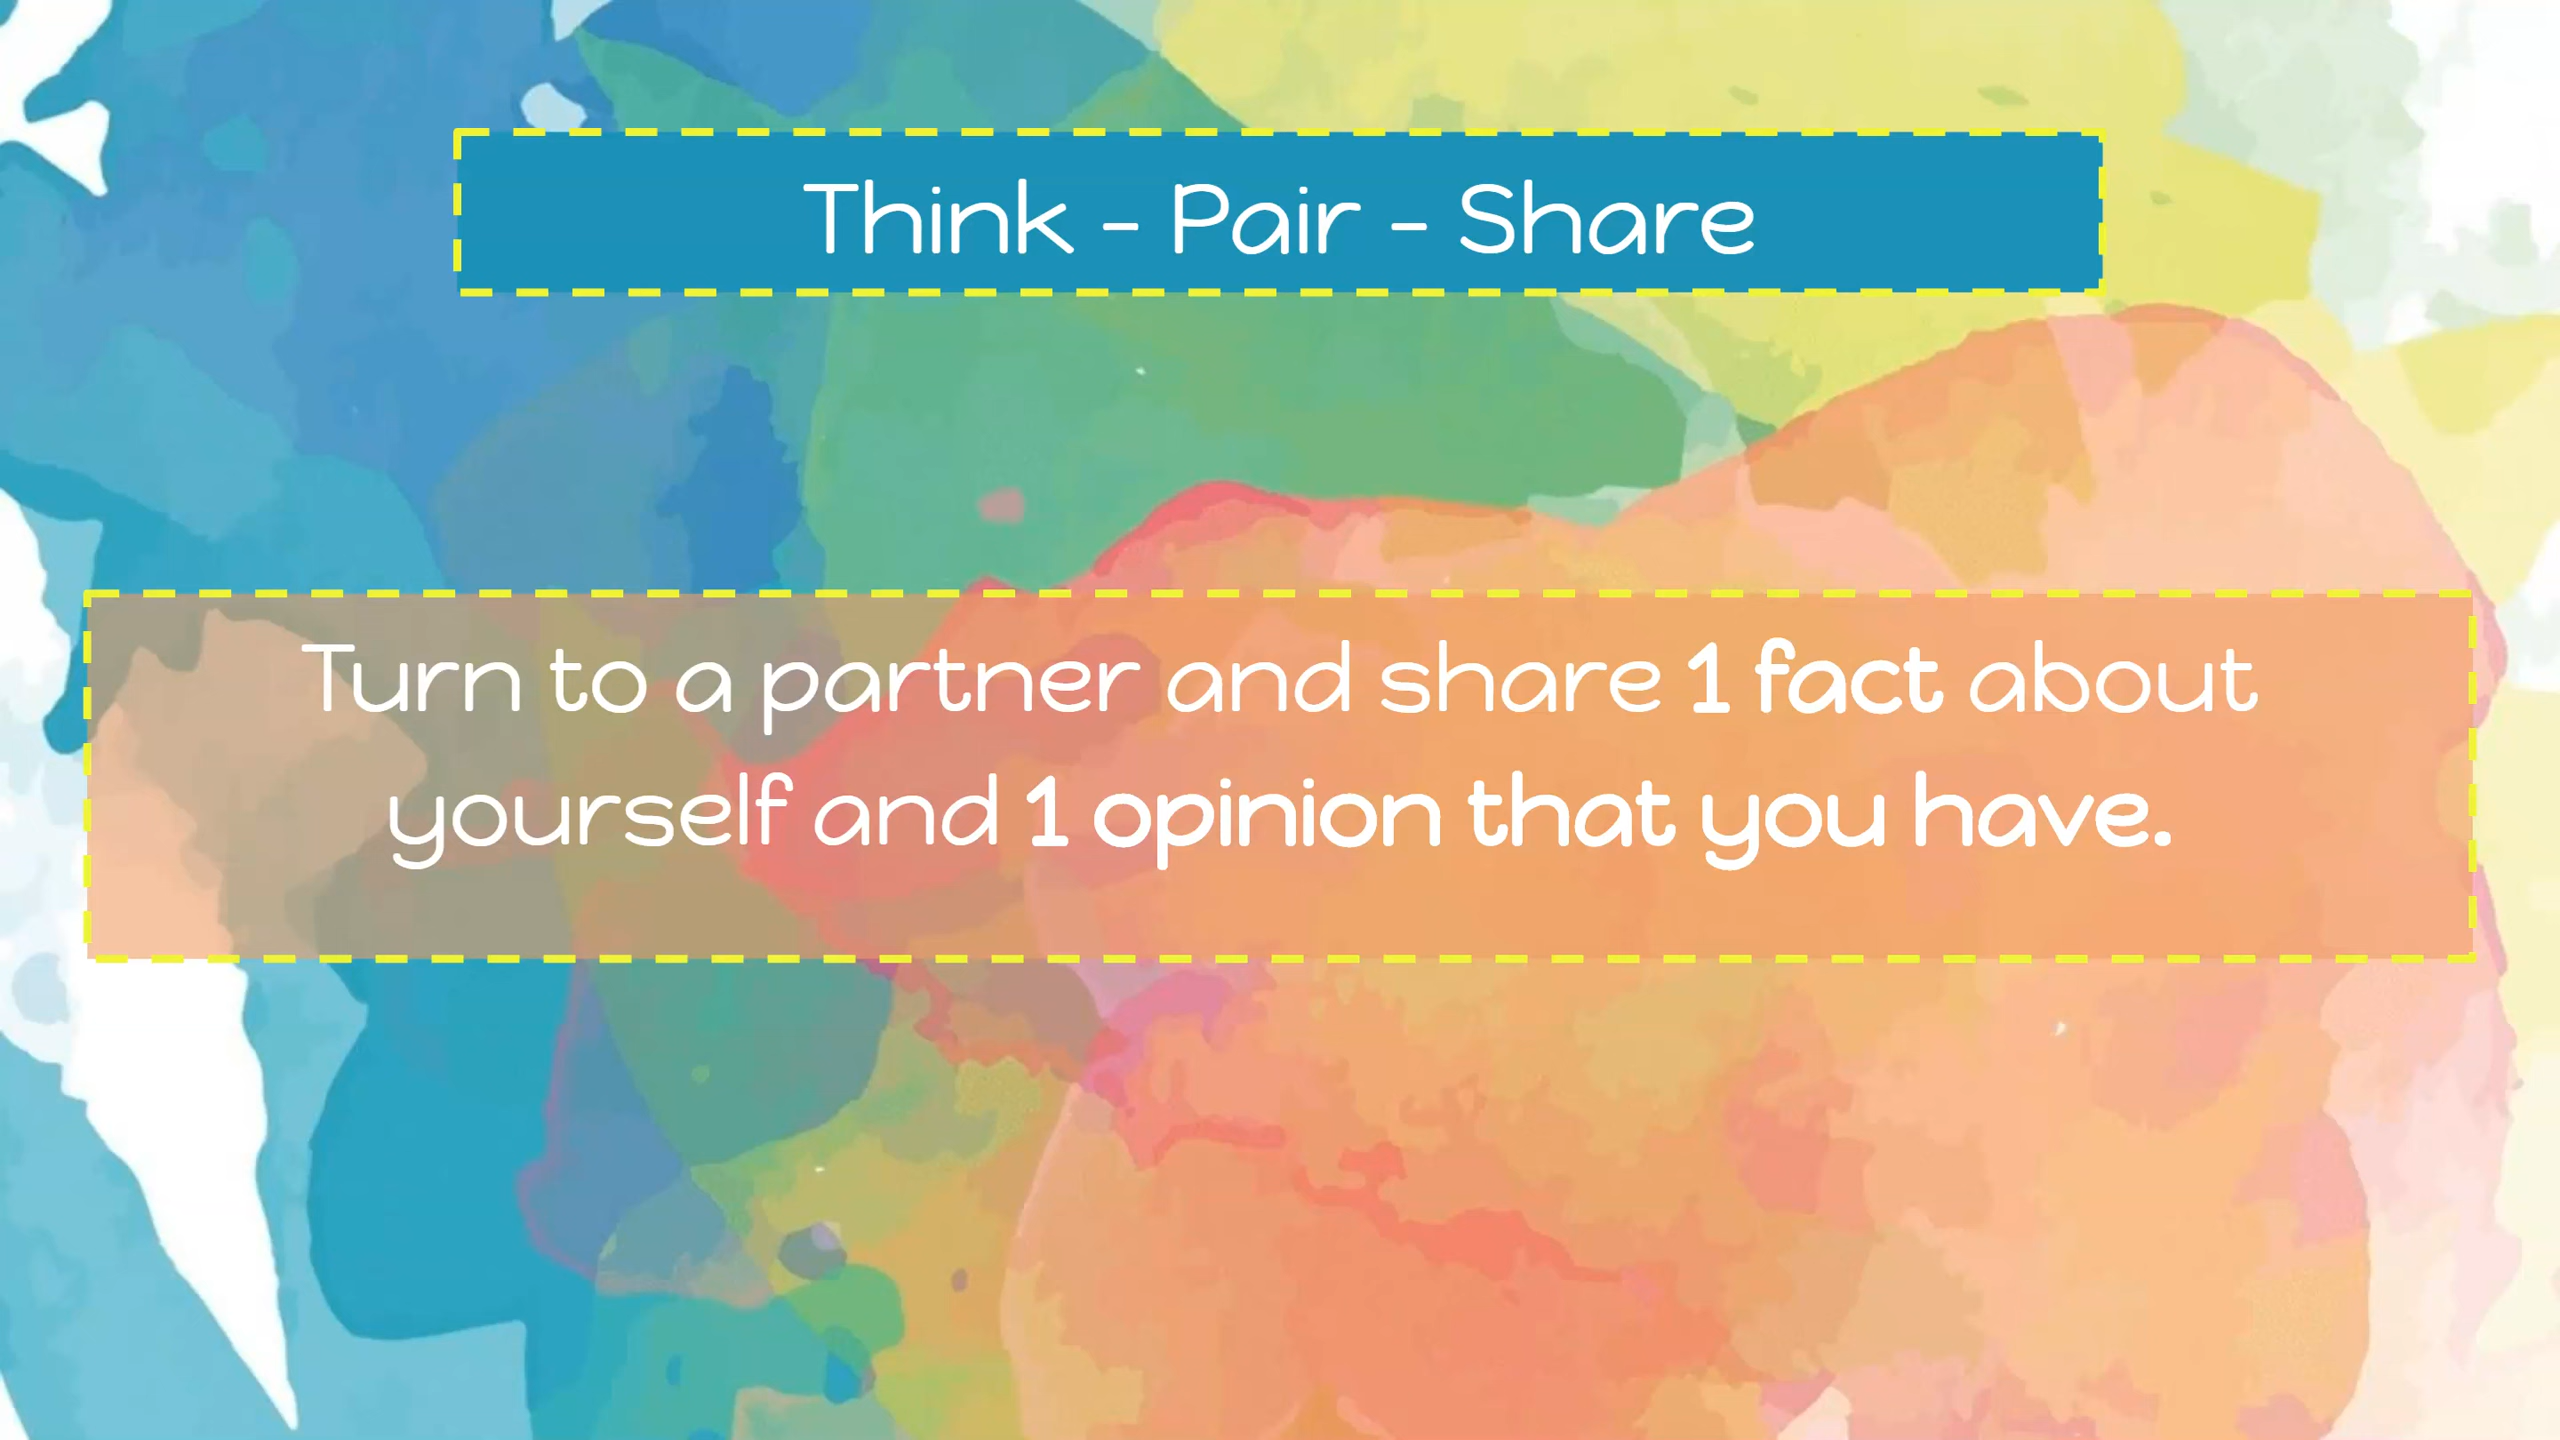 Think - Pair - Share
Turn to a partner and share 1 fact about
yourself and 1 opinion that you have.